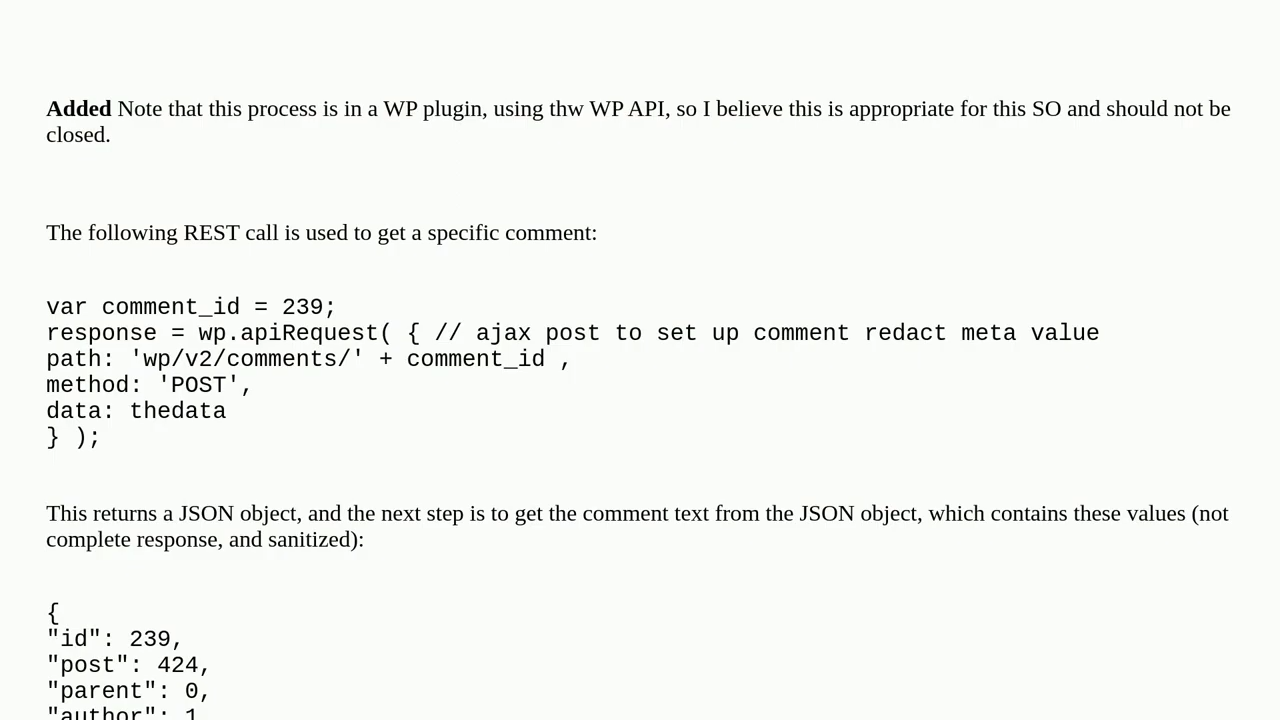 Added Note that this process is in a WP plugin, using thw WP API, so I believe this is appropriate for this SO and should not be
closed.
The following REST call is used to get a specific comment:
var comment_id = 239;
response = wp.apiRequest( { // ajax post to set up comment redact meta value
path: 'wp/v2/comments/' + comment_id ,
method: 'POST',
data: thedata
} );
This returns a JSON object, and the next step is to get the comment text from the JSON object, which contains these values (not
complete response, and sanitized):
{
"id": 239,
"post": 424,
"parent": 0,
"author": 1